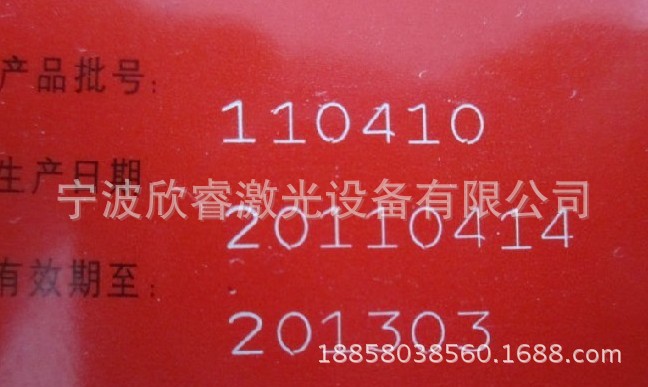 产品批号：
110410
生产日期
宁波欣睿激光设备有限公司
20110414
有效期至：
201303
18858038560.1688.com